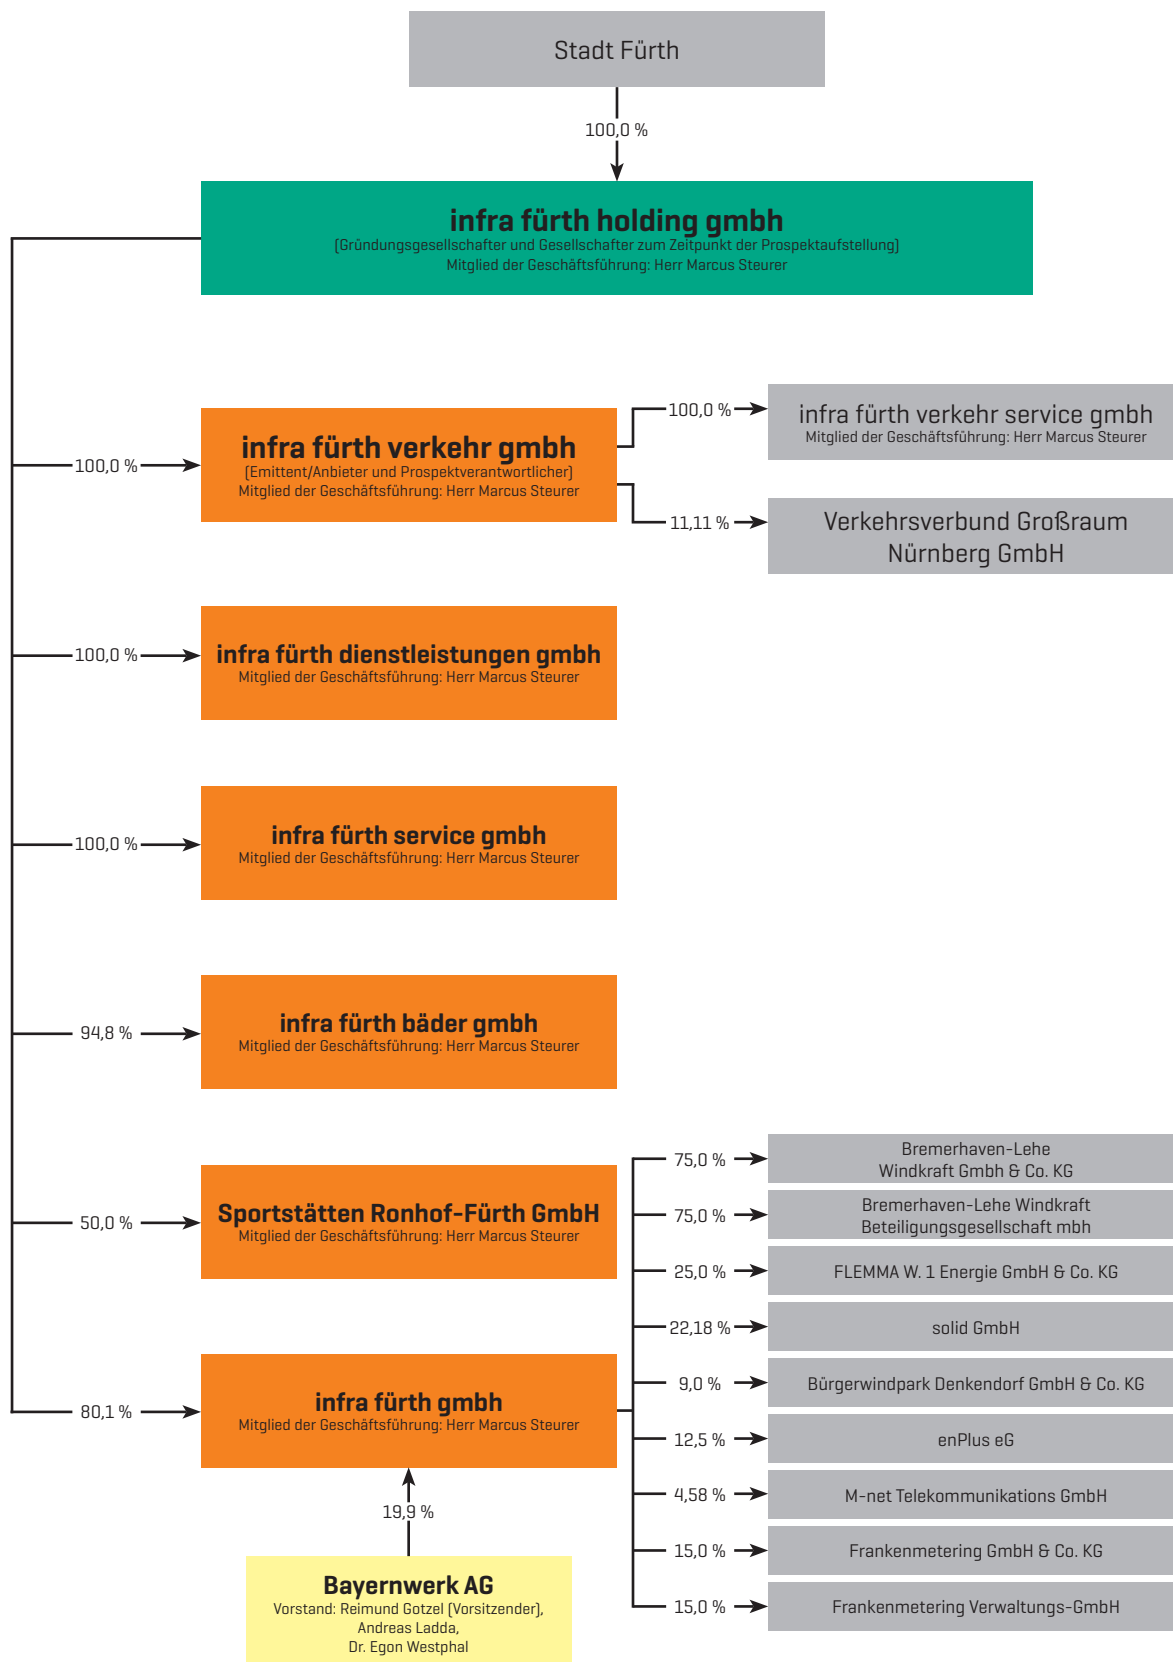 Stadt Fürth
100,0 %
infra fürth holding gmbh
(Gründungsgesellschafter und Gesellschafter zum Zeitpunkt der Prospektaufstellung)
Mitglied der Geschäftsführung: Herr Marcus Steurer
100,0 %
infra fürth verkehr gmbh
(Emittent/Anbieter und Prospektverantwortlicher)
Mitglied der Geschäftsführung: Herr Marcus Steurer
100,0 %
infra fürth verkehr service gmbh
Mitglied der Geschäftsführung: Herr Marcus Steurer
11,11 %
Verkehrsverbund Großraum
Nürnberg GmbH
100,0 %
infra fürth dienstleistungen gmbh
Mitglied der Geschäftsführung: Herr Marcus Steurer
100,0 %
infra fürth service gmbh
Mitglied der Geschäftsführung: Herr Marcus Steurer
94,8 %
infra fürth bäder gmbh
Mitglied der Geschäftsführung: Herr Marcus Steurer
50,0 %
Sportstätten Ronhof-Fürth GmbH
Mitglied der Geschäftsführung: Herr Marcus Steurer
80,1 %
infra fürth gmbh
Mitglied der Geschäftsführung: Herr Marcus Steurer
75,0 %
Bremerhaven-Lehe
Windkraft Gmbh & Co. KG
75,0 %
Bremerhaven-Lehe Windkraft
Beteiligungsgesellschaft mbh
25,0 %
FLEMMA W. 1 Energie GmbH & Co. KG
22,18 %
solid GmbH
9,0 %
Bürgerwindpark Denkendorf GmbH & Co. KG
12,5 %
enPlus eG
4,58 %
M-net Telekommunikations GmbH
15,0 %
Frankenmetering GmbH & Co. KG
15,0 %
Frankenmetering Verwaltungs-GmbH
19,9 %
Bayernwerk AG
Vorstand: Reimund Gotzel (Vorsitzender),
Andreas Ladda,
Dr. Egon Westphal